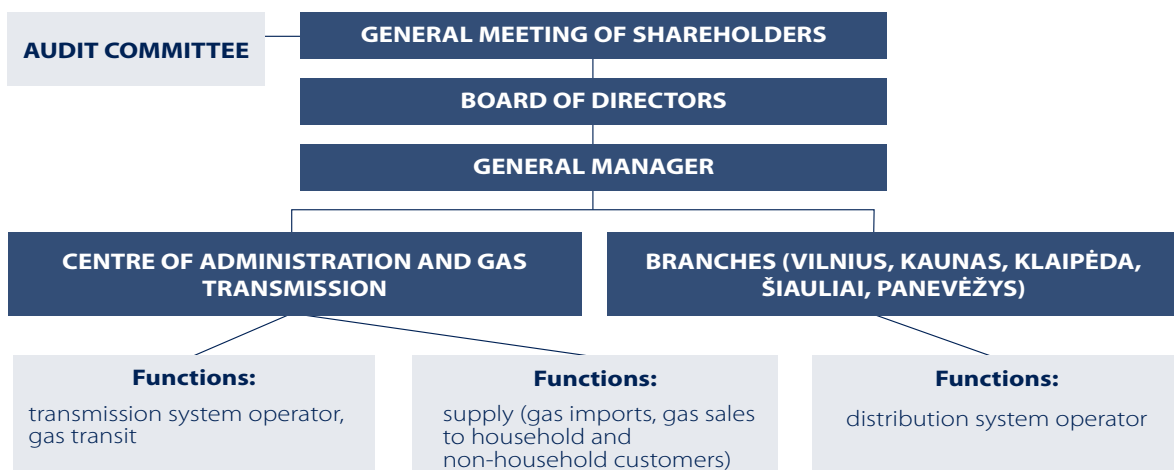 AUDIT COMMITTEE
GENERAL MEETING OF SHAREHOLDERS
BOARD OF DIRECTORS
GENERAL MANAGER
CENTRE OF ADMINISTRATION AND GAS
TRANSMISSION
BRANCHES (VILNIUS, KAUNAS, KLAIPĖDA,
ŠIAULIAI, PANEVĖŽYS)
Functions:
transmission system operator,
gas transit
Functions:
supply (gas imports, gas sales
to household and
non-household customers)
Functions:
distribution system operator